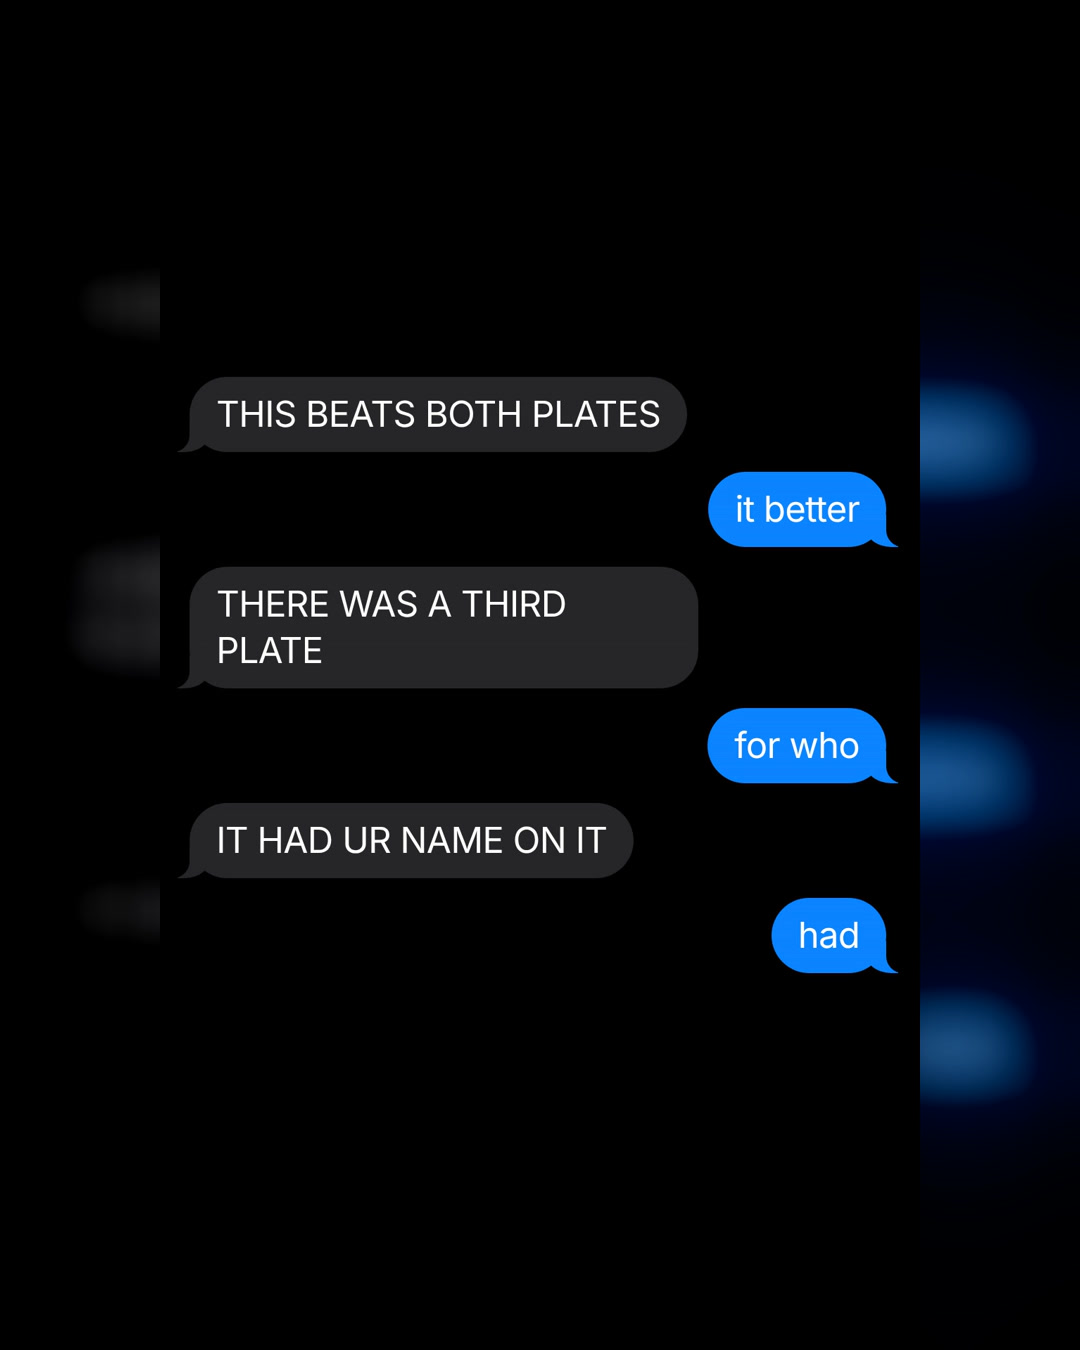 THIS BEATS BOTH PLATES
it better
THERE WAS A THIRD
PLATE
for who
IT HAD UR NAME ON IT
had